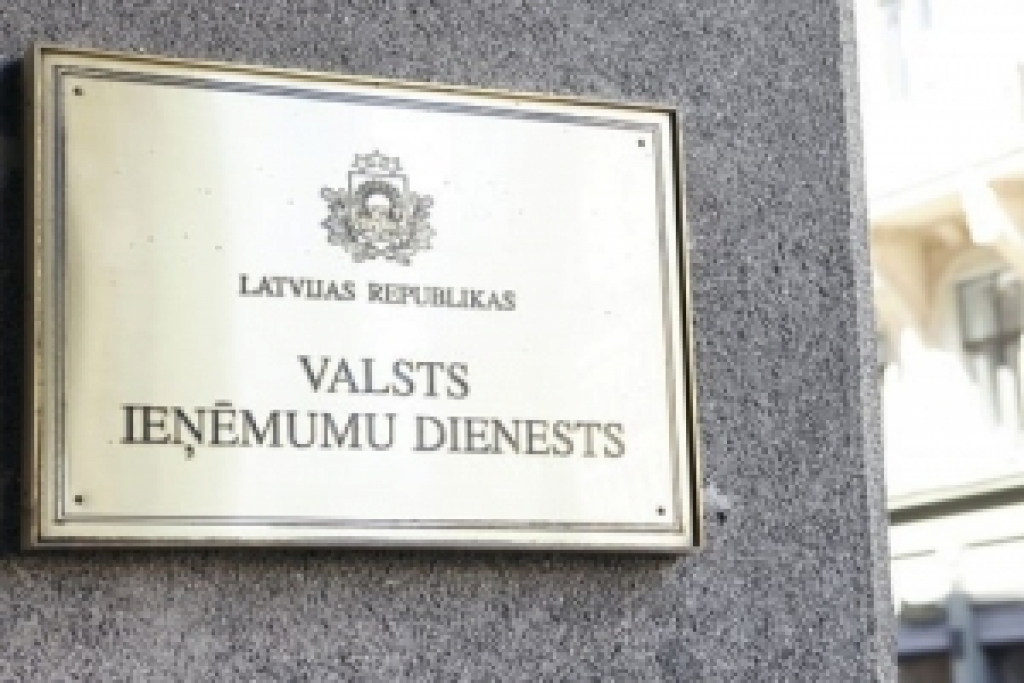 LATVIJAS REPUBLIKAS
VALSTS
IEŅĒMUMU DIENESTS